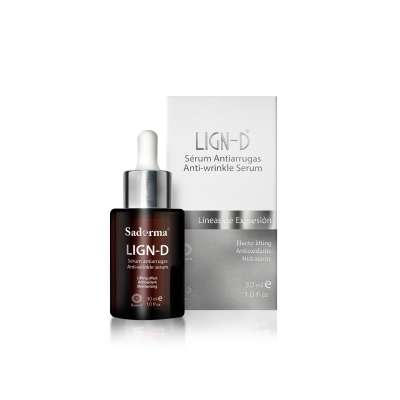 LIGN-D®
Sérum Antiarrugas
Anti-wrinkle Serum
Líneas de Expresión
Efecto lifting
Antioxidante
Hidratante
30 ml e
1.0 fl oz
Saderma
LIGN-D
Sérum antiarrugas
Anti-wrinkle serum
Lifting effect
Antioxidant
Moisturizing
30 ml e
1.0 fl oz